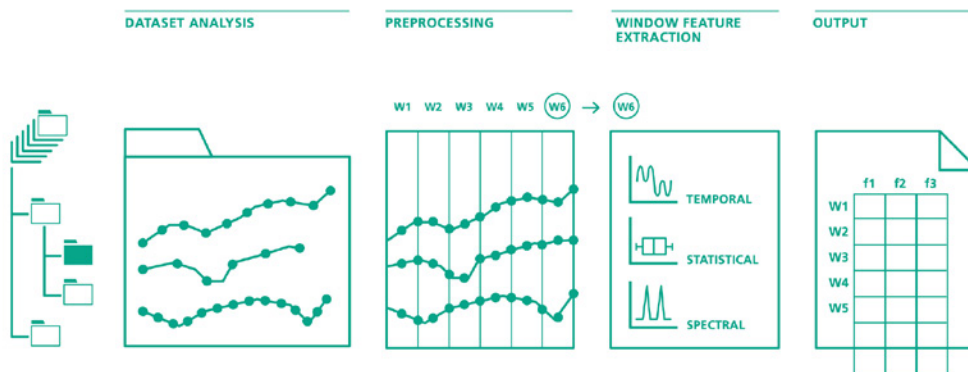 DATASET ANALYSIS
PREPROCESSING
WINDOW FEATURE
EXTRACTION
OUTPUT
W1 W2 W3 W4 W5 W6 → W6
TEMPORAL
STATISTICAL
SPECTRAL
f1 f2 f3
W1
W2
W3
W4
W5